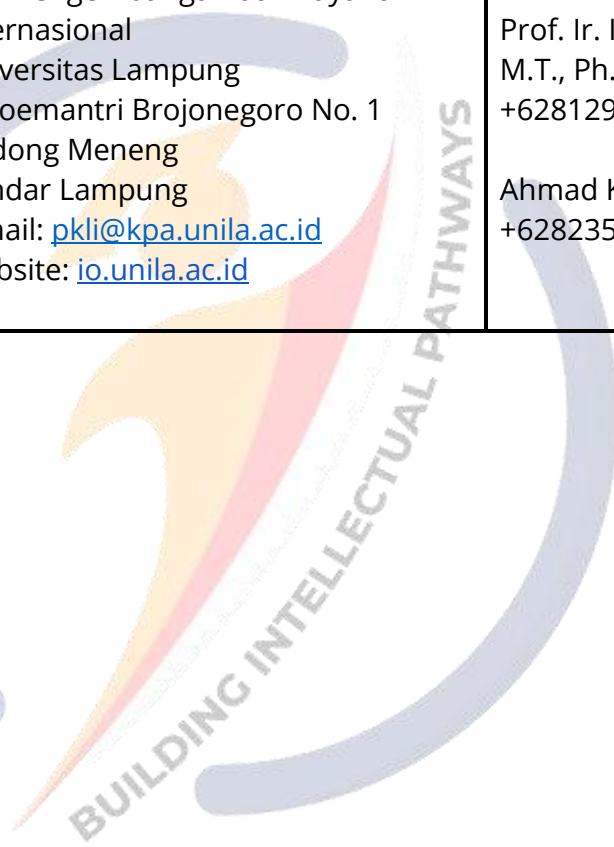 ernasional
versitas Lampung
oemantri Brojonegoro No. 1
dong Meneng
ndar Lampung
ail: pkli@kpa.unila.ac.id
bsite: io.unila.ac.id
Prof. Ir. I
M.T., Ph.
+628129
Ahmad K
+628235
BUILDING INTELLECTUAL PATHWAYS